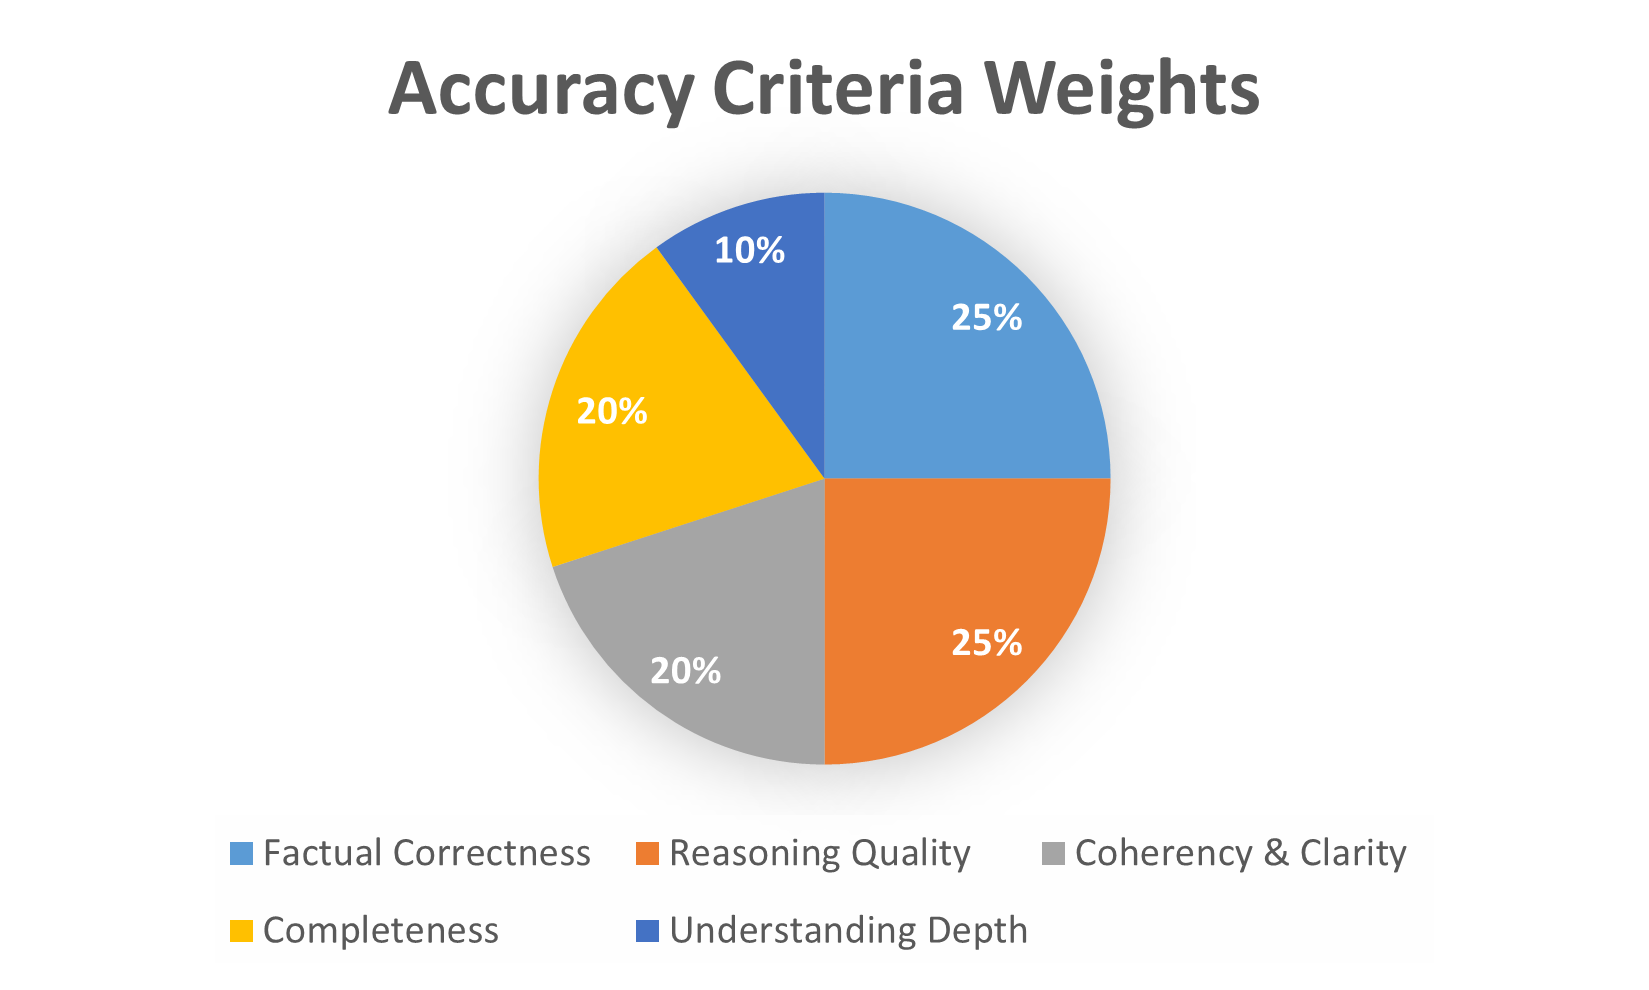 Accuracy Criteria Weights
10%
25%
20%
25%
20%
Factual Correctness
Reasoning Quality
Coherency & Clarity
Completeness
Understanding Depth